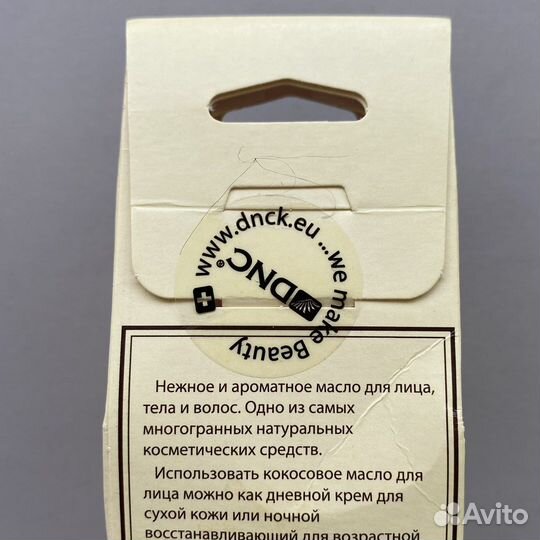 www.dnck.eu ...we make Beauty
DNC®
Нежное и ароматное масло для лица,
тела и волос. Одно из самых
многогранных натуральных
косметических средств.
Использовать кокосовое масло для
лица можно как дневной крем для
сухой кожи или ночной
восстанавливающий для возрастной
Avito